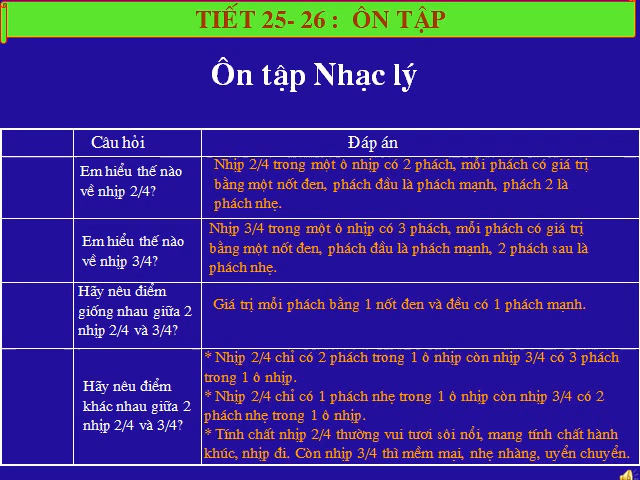 TIẾT 25- 26 : ÔN TẬP
Ôn tập Nhạc lý
Câu hỏi
Đáp án
Em hiểu thế nào
về nhịp 2/4?
Nhịp 2/4 trong một ô nhịp có 2 phách, mỗi phách có giá trị
bằng một nốt đen, phách đầu là phách mạnh, phách 2 là
phách nhẹ.
Em hiểu thế nào
về nhịp 3/4?
Nhịp 3/4 trong một ô nhịp có 3 phách, mỗi phách có giá trị
bằng một nốt đen, phách đầu là phách mạnh, 2 phách sau là
phách nhẹ.
Hãy nêu điểm
giống nhau giữa 2
nhịp 2/4 và 3/4?
Giá trị mỗi phách bằng 1 nốt đen và đều có 1 phách mạnh.
Hãy nêu điểm
khác nhau giữa 2
nhịp 2/4 và 3/4?
* Nhịp 2/4 chỉ có 2 phách trong 1 ô nhịp còn nhịp 3/4 có 3 phách
trong 1 ô nhịp.
* Nhịp 2/4 chỉ có 1 phách nhẹ trong 1 ô nhịp còn nhịp 3/4 có 2
phách nhẹ trong 1 ô nhịp.
* Tính chất nhịp 2/4 thường vui tươi sôi nổi, mang tính chất hành
khúc, nhịp đi. Còn nhịp 3/4 thì mềm mại, nhẹ nhàng, uyển chuyển.